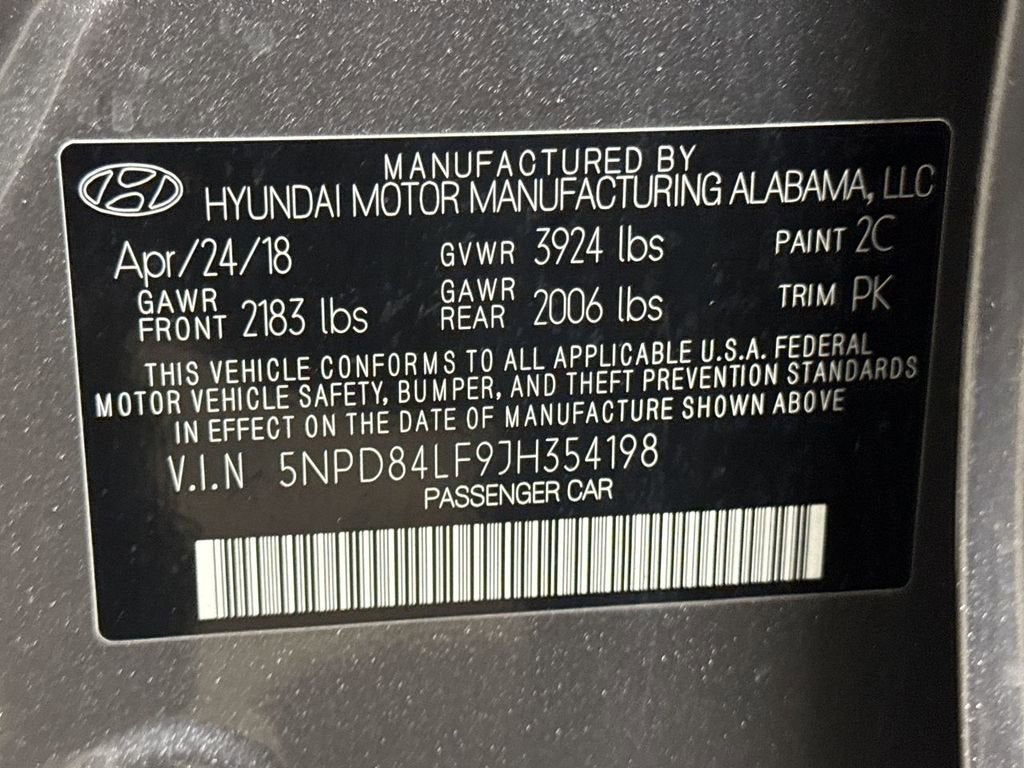 MANUFACTURED BY
HYUNDAI MOTOR MANUFACTURING ALABAMA, LLC
Apr/24/18 GVWR 3924 lbs PAINT 2C
GAWR FRONT 2183 lbs GAWR REAR 2006 lbs TRIM PK
THIS VEHICLE CONFORMS TO ALL APPLICABLE U.S.A. FEDERAL
MOTOR VEHICLE SAFETY, BUMPER, AND THEFT PREVENTION STANDARDS
IN EFFECT ON THE DATE OF MANUFACTURE SHOWN ABOVE
V.I.N 5NPD84LF9JH354198
PASSENGER CAR